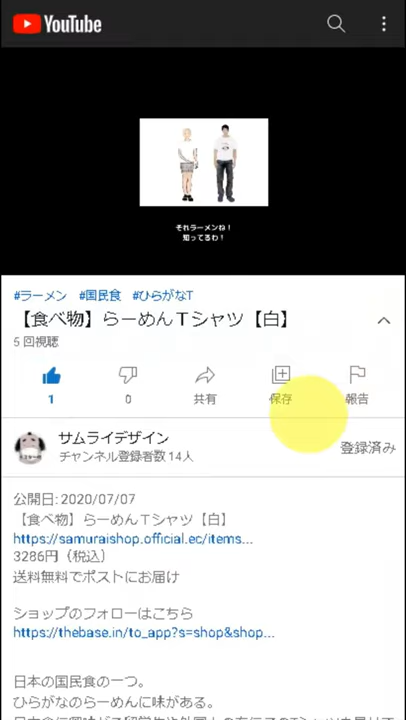 YouTube
それラーメンね！
知ってるわ！
#ラーメン #国民食 #ひらがなT
【食べ物】らーめんTシャツ【白】
5 回視聴
1
0
共有
保存
報告
サムライデザイン
チャンネル登録者数 14人
登録済み
公開日: 2020/07/07
【食べ物】らーめんTシャツ【白】
https://samuraishop.official.ec/items...
3286円（税込）
送料無料でポストにお届け
ショップのフォローはこちら
https://thebase.in/to_app?s=shop&shop...
日本の国民食の一つ。
ひらがなのらーめんに味がある。